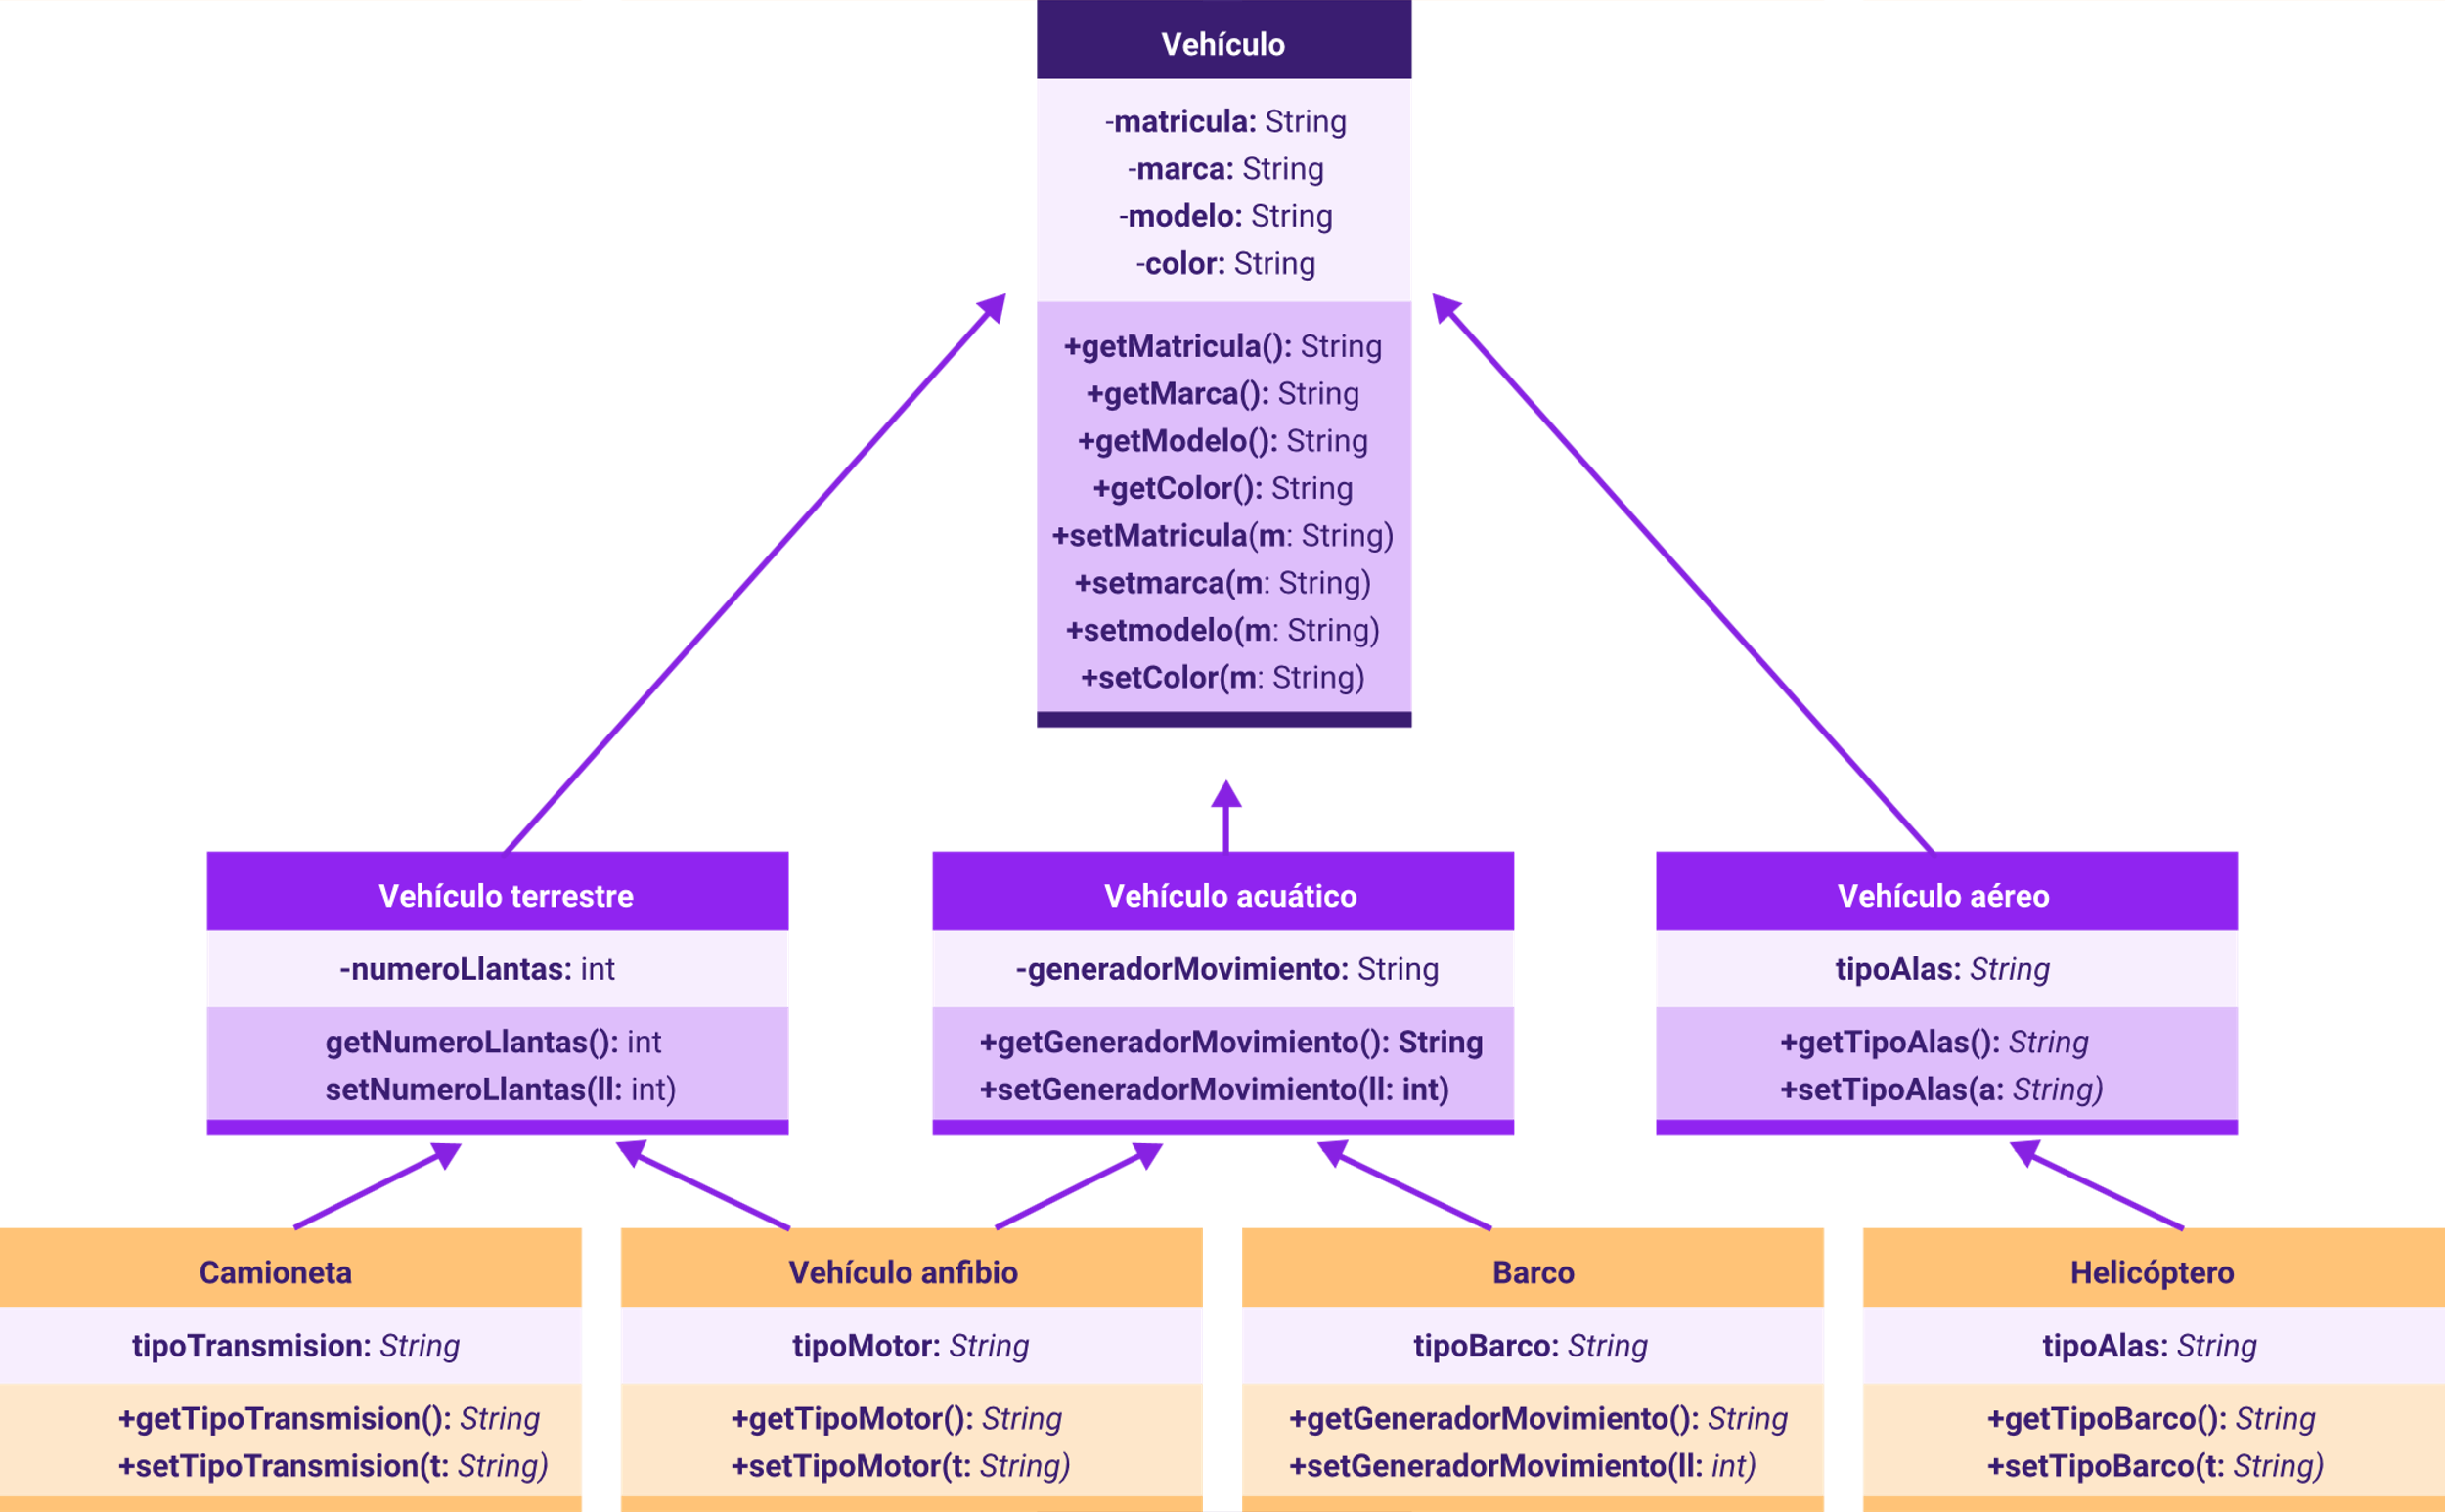 Vehículo
-matricula: String
-marca: String
-modelo: String
-color: String
+getMatricula(): String
+getMarca(): String
+getModelo(): String
+getColor(): String
+setMatricula(m: String)
+setmarca(m: String)
+setmodelo(m: String)
+setColor(m: String)
Vehículo terrestre
-numeroLlantas: int
getNumeroLlantas(): int
setNumeroLlantas(ll: int)
Vehículo acuático
-generadorMovimiento: String
+getGeneradorMovimiento(): String
+setGeneradorMovimiento(ll: int)
Vehículo aéreo
tipoAlas: String
+getTipoAlas(): String
+setTipoAlas(a: String)
Camioneta
tipoTransmision: String
+getTipoTransmision(): String
+setTipoTransmision(t: String)
Vehículo anfibio
tipoMotor: String
+getTipoMotor(): String
+setTipoMotor(t: String)
Barco
tipoBarco: String
+getGeneradorMovimiento(): String
+setGeneradorMovimiento(ll: int)
Helicóptero
tipoAlas: String
+getTipoBarco(): String
+setTipoBarco(t: String)